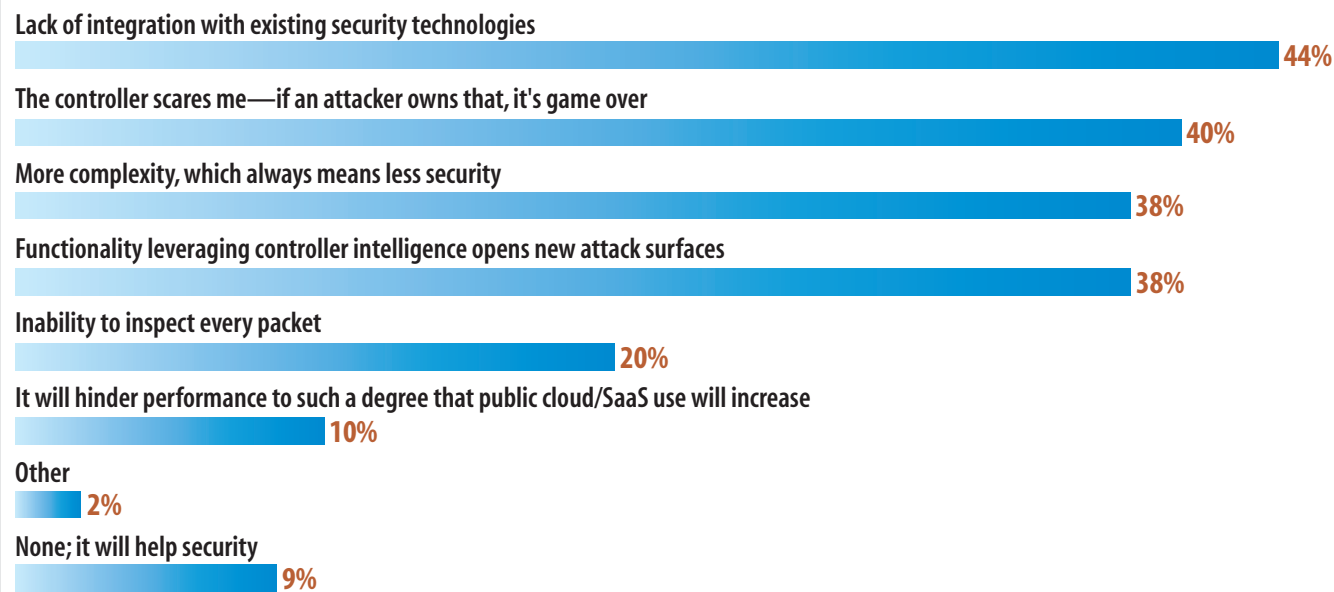 Lack of integration with existing security technologies
44%
The controller scares me—if an attacker owns that, it's game over
40%
More complexity, which always means less security
38%
Functionality leveraging controller intelligence opens new attack surfaces
38%
Inability to inspect every packet
20%
It will hinder performance to such a degree that public cloud/SaaS use will increase
10%
Other
2%
None; it will help security
9%